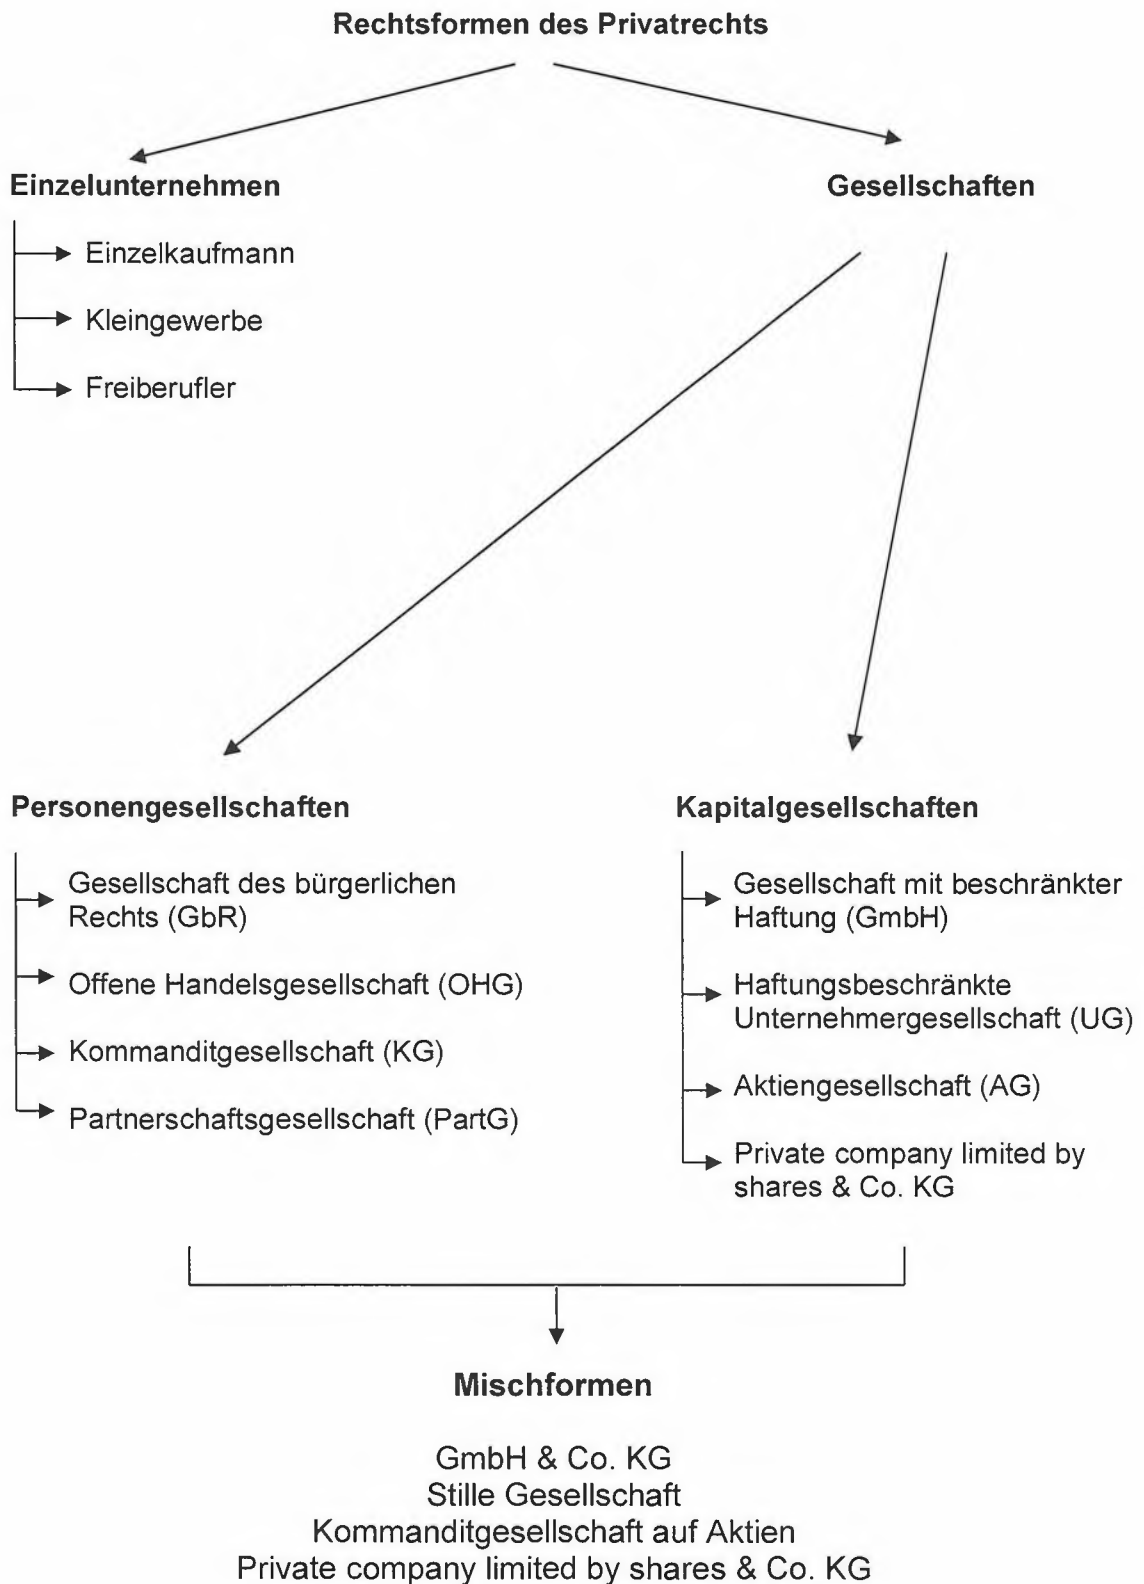 Rechtsformen des Privatrechts
Einzelunternehmen
Einzelkaufmann
Kleingewerbe
Freiberufler
Gesellschaften
Personengesellschaften
Gesellschaft des bürgerlichen
Rechts (GbR)
Offene Handelsgesellschaft (OHG)
Kommanditgesellschaft (KG)
Partnerschaftsgesellschaft (PartG)
Kapitalgesellschaften
Gesellschaft mit beschränkter
Haftung (GmbH)
Haftungsbeschränkte
Unternehmergesellschaft (UG)
Aktiengesellschaft (AG)
Private company limited by
shares & Co. KG
Mischformen
GmbH & Co. KG
Stille Gesellschaft
Kommanditgesellschaft auf Aktien
Private company limited by shares & Co. KG